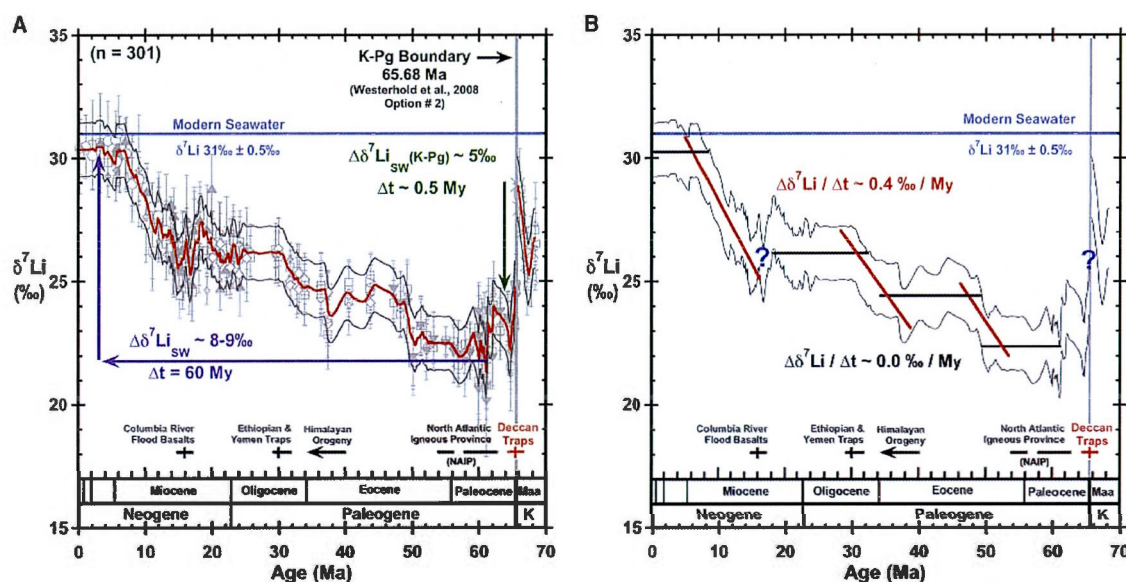 A
(n = 301)
K-Pg Boundary
65.68 Ma
(Westerhold et al., 2008
Option # 2)
Modern Seawater
δ⁷Li 31‰ ± 0.5‰
Δδ⁷Li_SW(K-Pg) ~ 5‰
Δt ~ 0.5 My
Δδ⁷Li_SW ~ 8-9‰
Δt = 60 My
δ⁷Li
(‰)
35
30
25
20
15
Columbia River
Flood Basalts
Ethiopian &
Yemen Traps
Himalayan
Orogeny
North Atlantic
Igneous Province
(NAIP)
Deccan
Traps
Miocene
Oligocene
Eocene
Paleocene
Maa
Neogene
Paleogene
K
0 10 20 30 40 50 60 70
Age (Ma)
B
Modern Seawater
δ⁷Li 31‰ ± 0.5‰
Δδ⁷Li / Δt ~ 0.4 ‰ / My
?
?
Δδ⁷Li / Δt ~ 0.0 ‰ / My
δ⁷Li
(‰)
35
30
25
20
15
Columbia River
Flood Basalts
Ethiopian &
Yemen Traps
Himalayan
Orogeny
North Atlantic
Igneous Province
(NAIP)
Deccan
Traps
Miocene
Oligocene
Eocene
Paleocene
Maa
Neogene
Paleogene
K
0 10 20 30 40 50 60 70
Age (Ma)